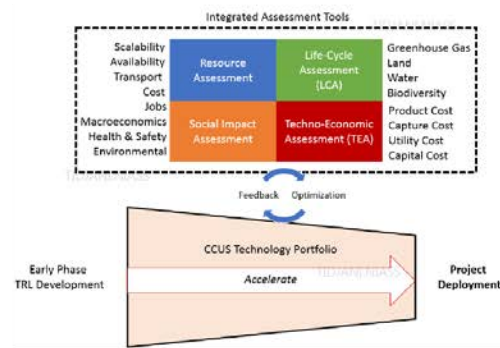 Integrated Assessment Tools
Scalability
Availability
Transport
Cost
Jobs
Macroeconomics
Health & Safety
Environmental
Resource
Assessment
Life-Cycle
Assessment
(LCA)
Social Impact
Assessment
Techno-Economic
Assessment (TEA)
Greenhouse Gas
Land
Water
Biodiversity
Product Cost
Capture Cost
Utility Cost
Capital Cost
Feedback
Optimization
CCUS Technology Portfolio
Early Phase
TRL Development
Accelerate
Project
Deployment